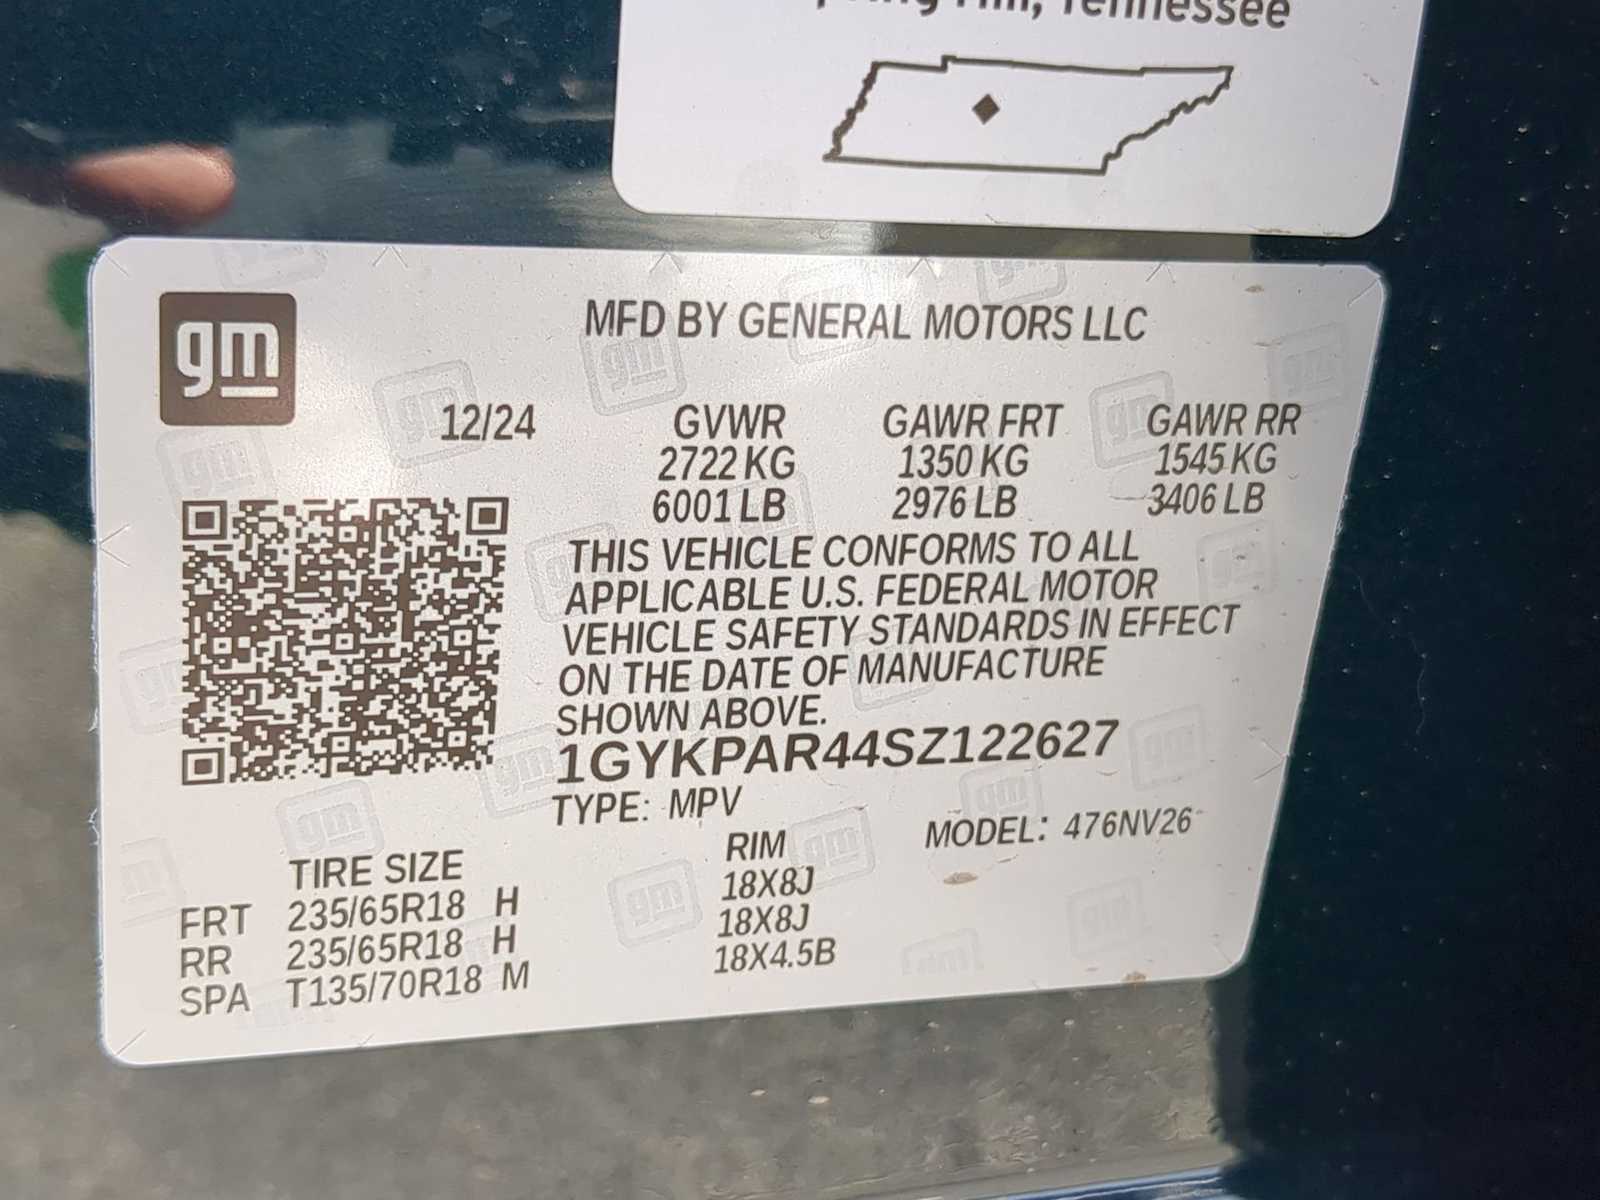 Hill, Tennessee
gm
MFD BY GENERAL MOTORS LLC
12/24 GVWR GAWR FRT GAWR RR
2722 KG 1350 KG 1545 KG
6001 LB 2976 LB 3406 LB
THIS VEHICLE CONFORMS TO ALL
APPLICABLE U.S. FEDERAL MOTOR
VEHICLE SAFETY STANDARDS IN EFFECT
ON THE DATE OF MANUFACTURE
SHOWN ABOVE.
1GYKPAR44SZ122627
TYPE: MPV
MODEL: 476NV26
TIRE SIZE RIM
FRT 235/65R18 H 18X8J
RR 235/65R18 H 18X8J
SPA T135/70R18 M 18X4.5B